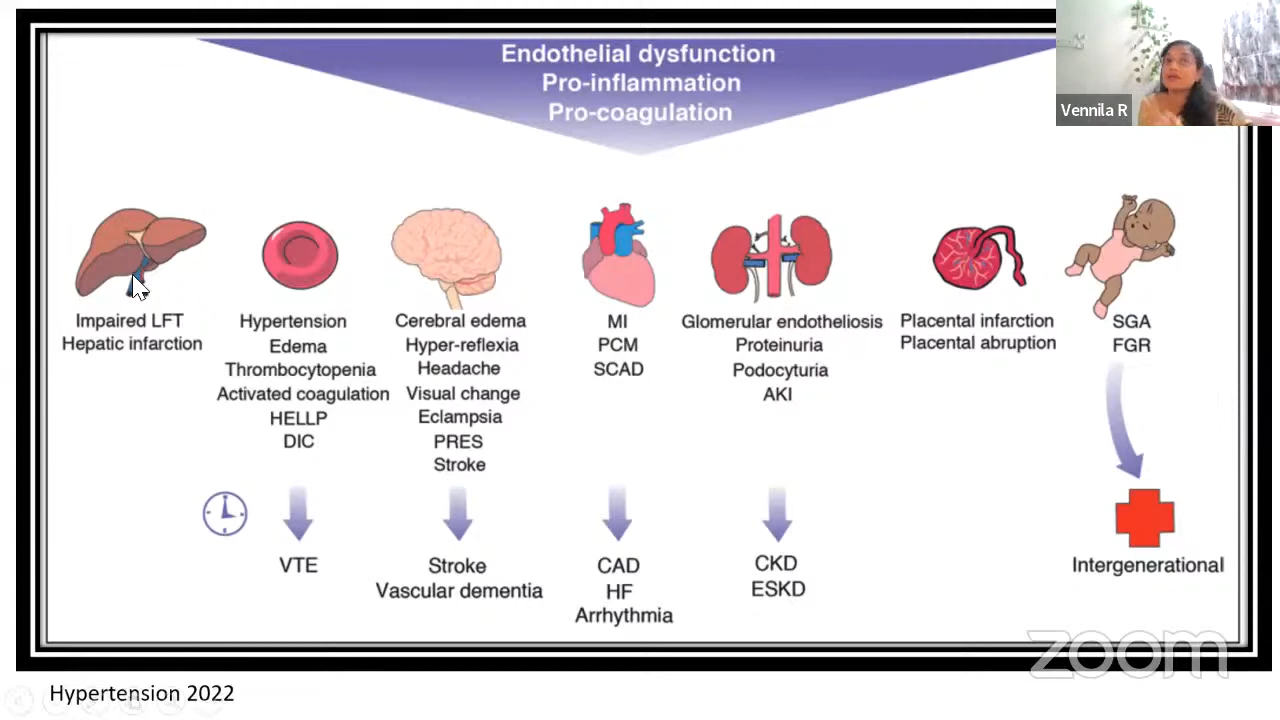 Endothelial dysfunction
Pro-inflammation
Pro-coagulation
Vennila R
Impaired LFT
Hepatic infarction
Hypertension
Edema
Thrombocytopenia
Activated coagulation
HELLP
DIC
Cerebral edema
Hyper-reflexia
Headache
Visual change
Eclampsia
PRES
Stroke
MI
PCM
SCAD
Glomerular endotheliosis
Proteinuria
Podocyturia
AKI
Placental infarction
Placental abruption
SGA
FGR
VTE
Stroke
Vascular dementia
CAD
HF
Arrhythmia
CKD
ESKD
Intergenerational
zoom
Hypertension 2022